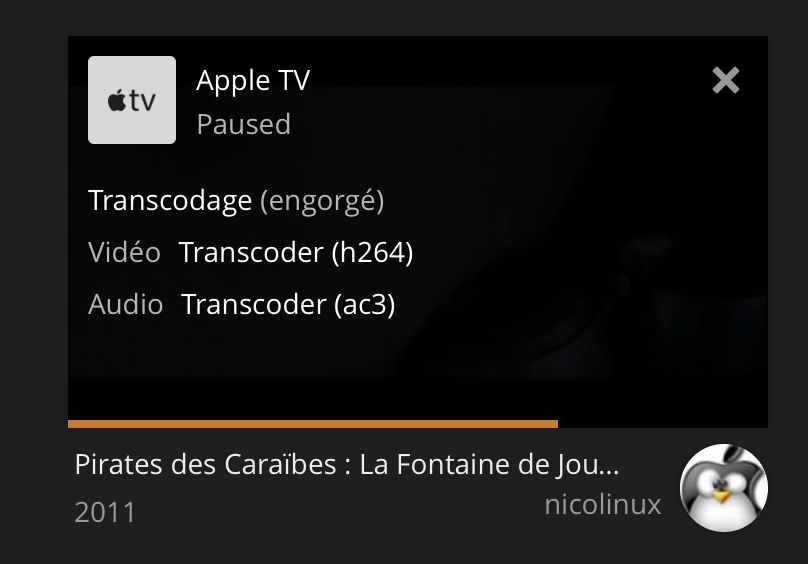 tv
Apple TV
Paused
Transcodage (engorgé)
Vidéo Transcoder (h264)
Audio Transcoder (ac3)
Pirates des Caraïbes : La Fontaine de Jou...
2011
nicolinux